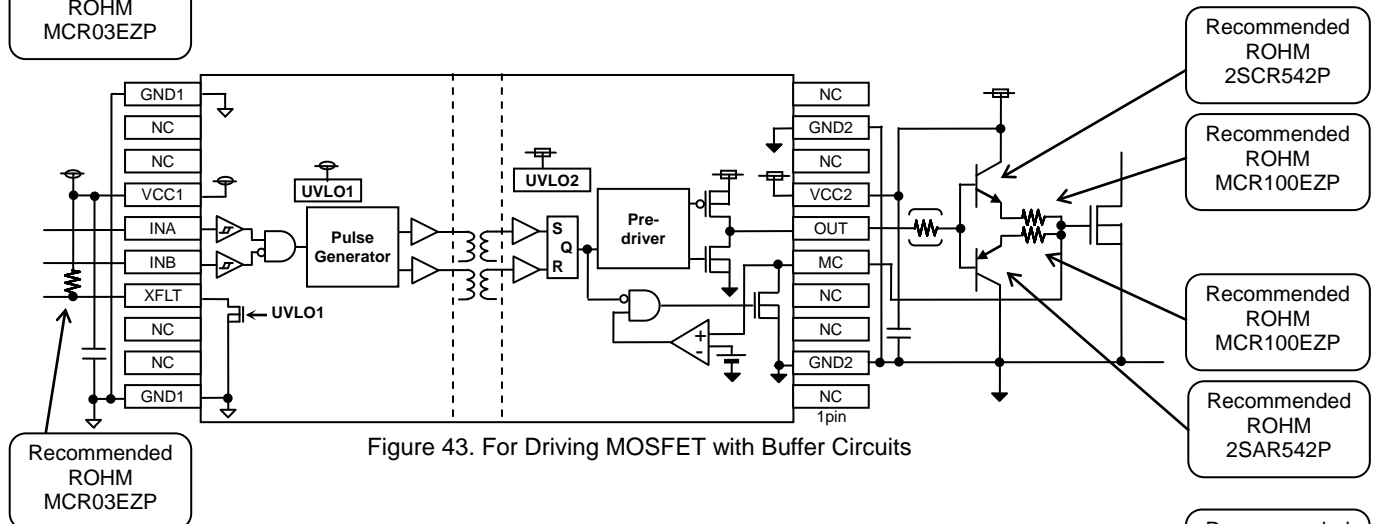 ROHM
MCR03EZP
GND1
NC
NC
VCC1
INA
INB
XFLT
NC
NC
GND1
UVLO1
Pulse
Generator
UVLO1
UVLO2
S
Q
R
Pre-
driver
+
-
NC
GND2
NC
VCC2
OUT
MC
NC
NC
GND2
NC
1pin
Recommended
ROHM
2SCR542P
Recommended
ROHM
MCR100EZP
Recommended
ROHM
MCR100EZP
Recommended
ROHM
2SAR542P
Recommended
ROHM
MCR03EZP
Figure 43. For Driving MOSFET with Buffer Circuits